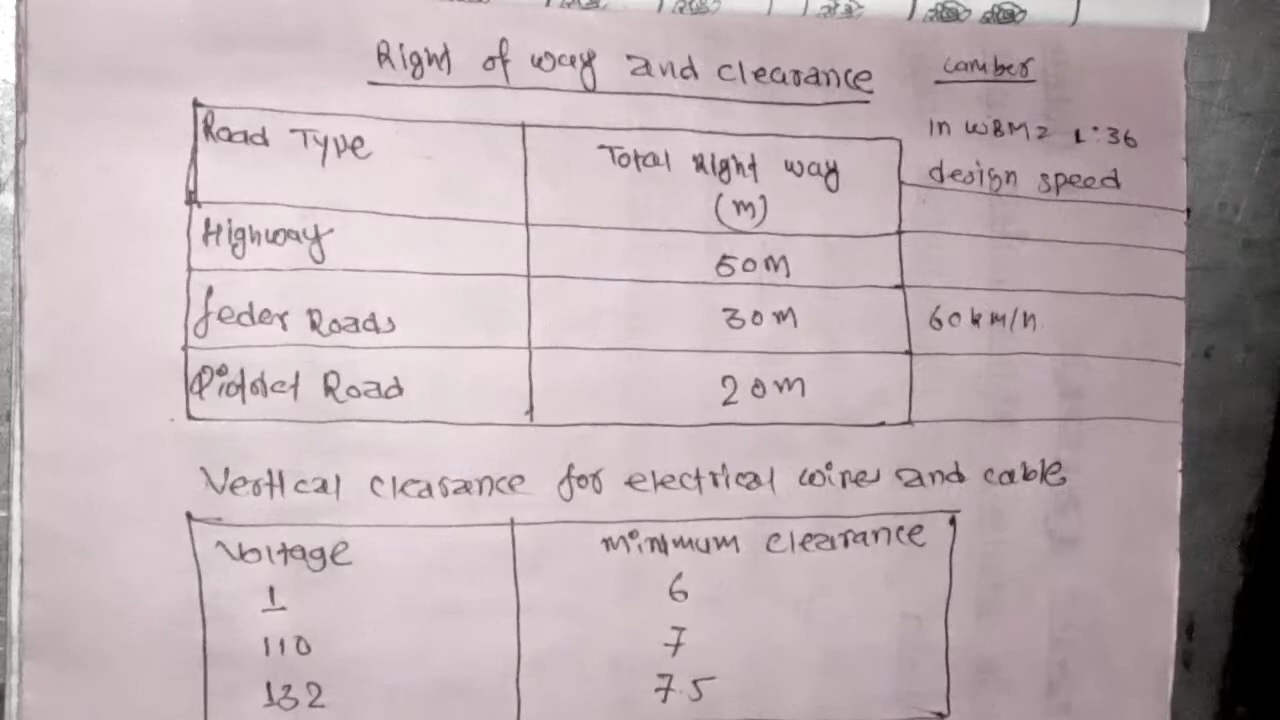 Right of way and clearance
camber
in WBM = 1:36
Road Type
Total Right way
(m)
design speed
Highway
50m
feder Roads
30m
60 km/h
Road
20m
Vertical clearance for electrical wires and cable
Voltage
minimum clearance
1
6
110
7
132
7.5